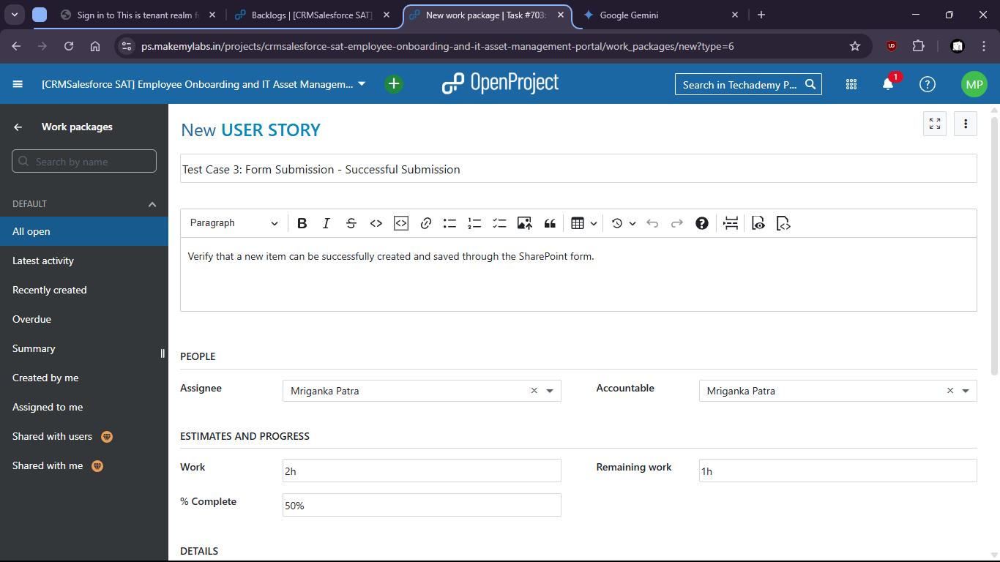 Sign in to This is tenant realm f
Backlogs | [CRMSalesforce SAT]
New work package | Task #703:
Google Gemini
ps.makemylabs.in/projects/crmsalesforce-sat-employee-onboarding-and-it-asset-management-portal/work_packages/new?type=6
UD
[CRMSalesforce SAT] Employee Onboarding and IT Asset Managem...
OpenProject
Search in Techademy P...
1
MP
Work packages
Search by name
DEFAULT
All open
Latest activity
Recently created
Overdue
Summary
Created by me
Assigned to me
Shared with users
Shared with me
New USER STORY
Test Case 3: Form Submission - Successful Submission
Paragraph
Verify that a new item can be successfully created and saved through the SharePoint form.
PEOPLE
Assignee
Mriganka Patra
Accountable
Mriganka Patra
ESTIMATES AND PROGRESS
Work
2h
Remaining work
1h
% Complete
50%
DETAILS